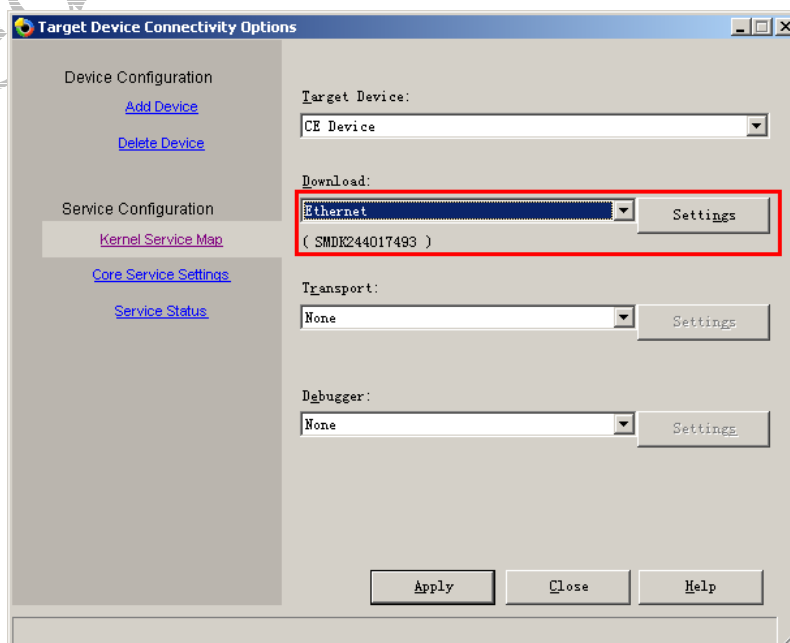 Target Device Connectivity Options
Device Configuration
Add Device
Delete Device
Service Configuration
Kernel Service Map
Core Service Settings
Service Status
Target Device:
CE Device
Download:
Ethernet
Settings
( SMDK244017493 )
Transport:
None
Settings
Debugger:
None
Settings
Apply
Close
Help